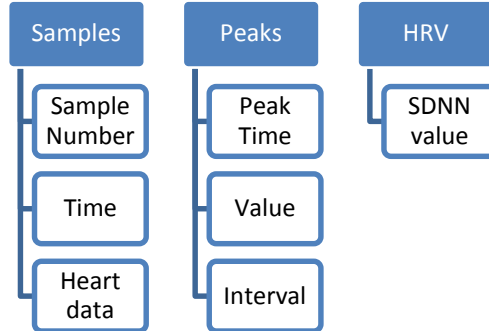 Samples
Sample
Number
Time
Heart
data
Peaks
Peak
Time
Value
Interval
HRV
SDNN
value